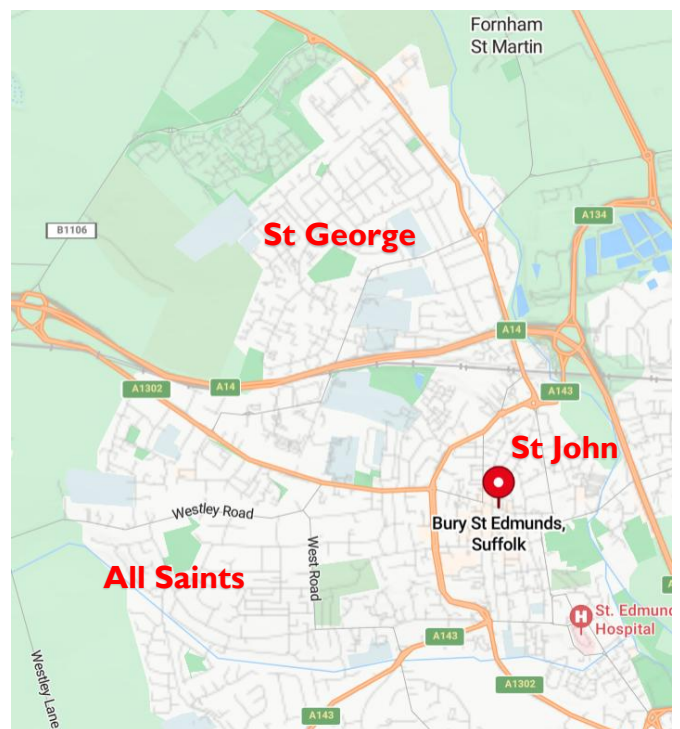 Fornham
St Martin
A134
B1106
St George
A14
A1302
A14
A143
St John
Westley Road
Bury St Edmunds,
Suffolk
West Road
All Saints
St. Edmund
Hospital
H
A143
Westley Lane
A1302
A143